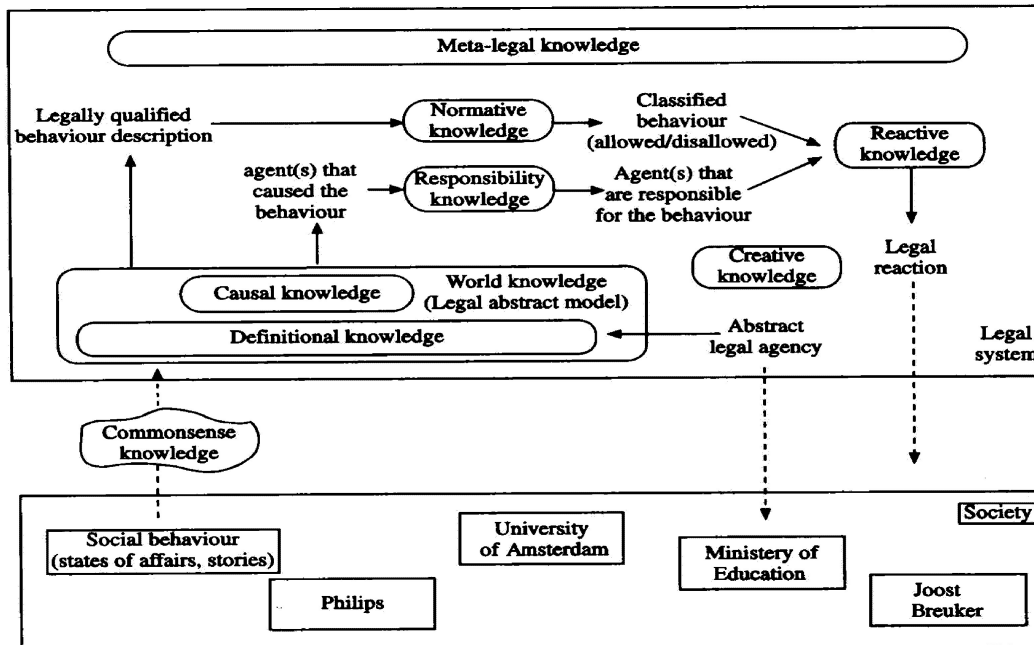 Meta-legal knowledge
Legally qualified
behaviour description
Normative
knowledge
Classified
behaviour
(allowed/disallowed)
Reactive
knowledge
agent(s) that
caused the
behaviour
Responsibility
knowledge
Agent(s) that
are responsible
for the behaviour
Creative
knowledge
Legal
reaction
Causal knowledge
World knowledge
(Legal abstract model)
Definitional knowledge
Abstract
legal agency
Legal
system
Commonsense
knowledge
Society
Social behaviour
(states of affairs, stories)
University
of Amsterdam
Ministery of
Education
Philips
Joost
Breuker